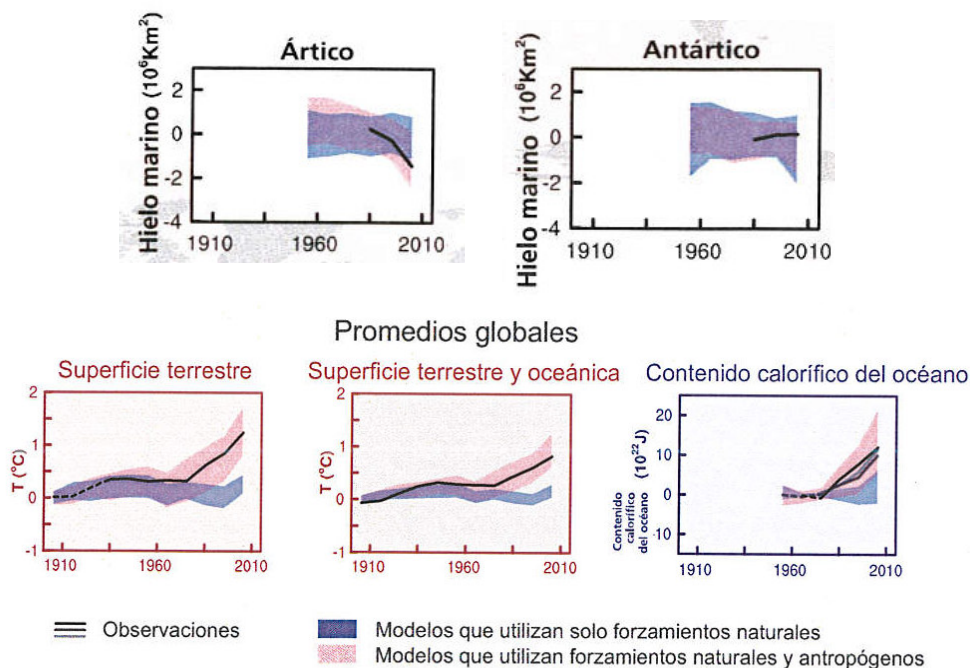 Ártico
Hielo marino (10⁶Km²)
2
0
-2
-4
1910
1960
2010
Antártico
Hielo marino (10⁶Km²)
2
0
-2
-4
1910
1960
2010
Promedios globales
Superficie terrestre
T (°C)
2
1
0
-1
1910
1960
2010
Superficie terrestre y oceánica
T (°C)
2
1
0
-1
1910
1960
2010
Contenido calorífico del océano
Contenido
calorífico
del océano
(10²²J)
20
10
0
-10
1910
1960
2010
Observaciones
Modelos que utilizan solo forzamientos naturales
Modelos que utilizan forzamientos naturales y antropógenos